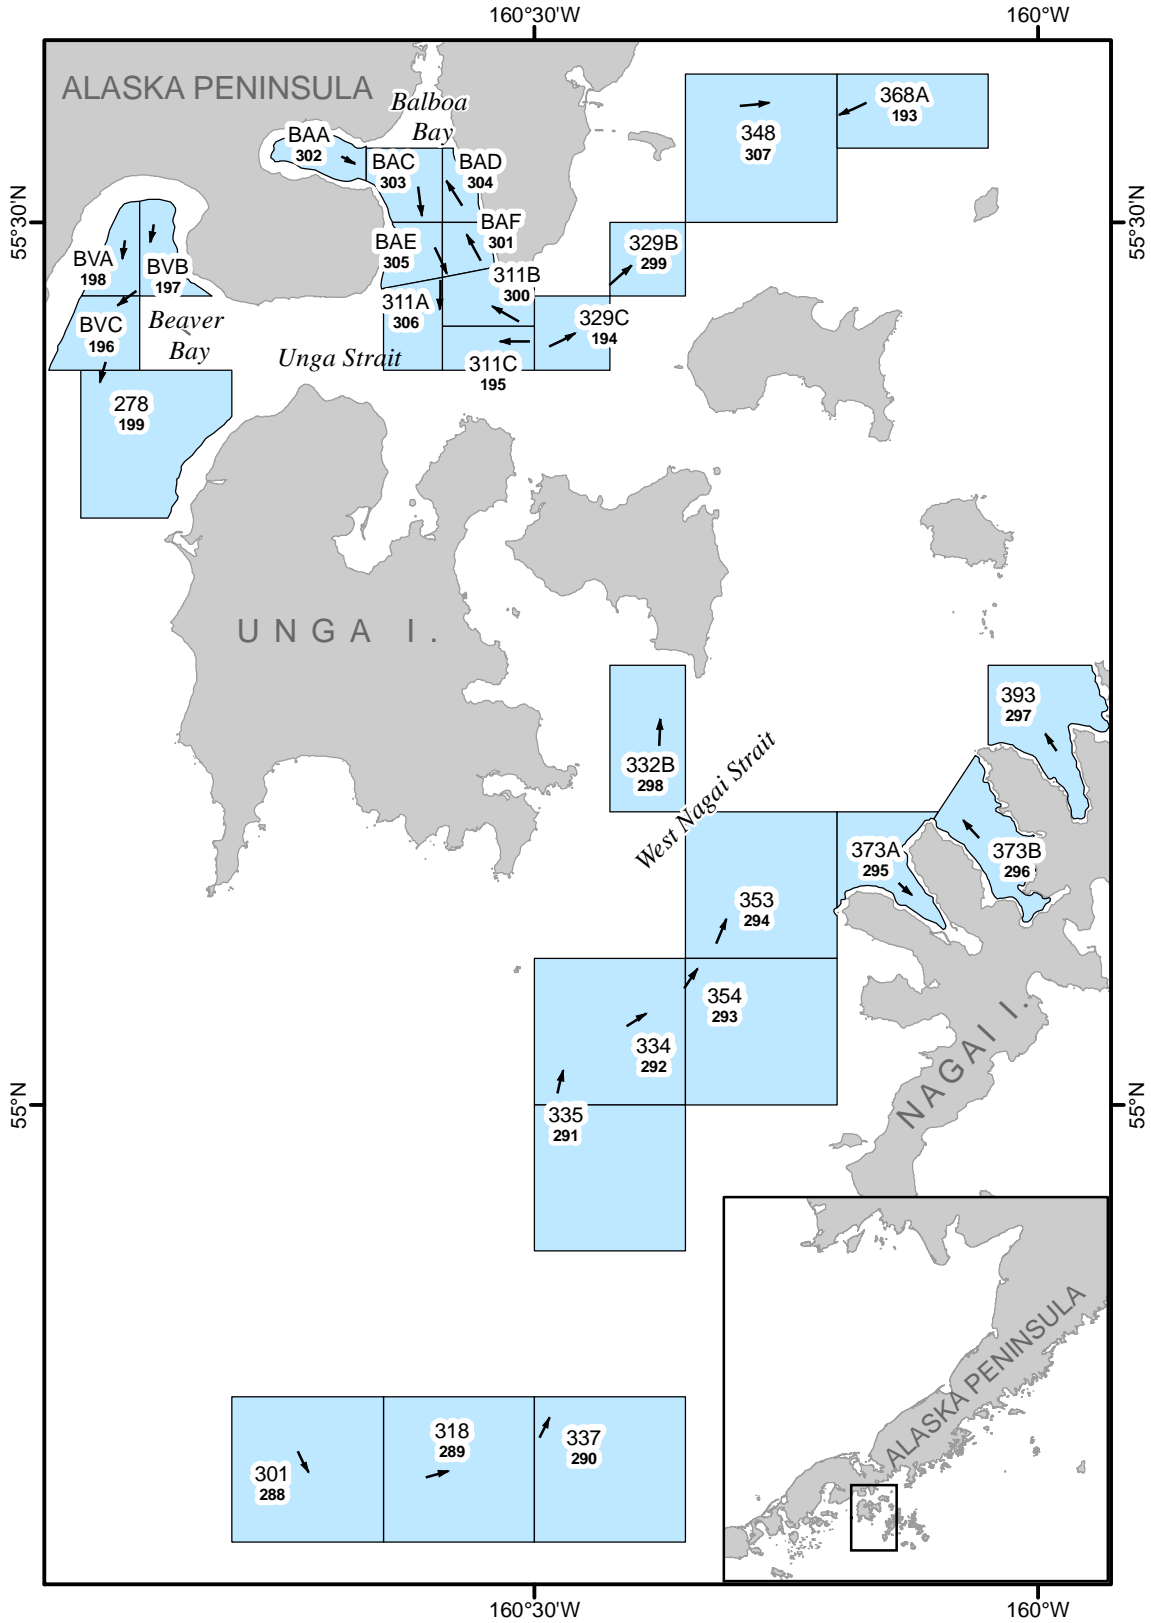 160°30'W
160°W
ALASKA PENINSULA
Balboa
Bay
368A
193
348
307
BAA
302
BAC
303
BAD
304
55°30'N
55°30'N
BAF
301
BAE
305
329B
299
BVA
198
BVB
197
311B
300
311A
306
329C
194
BVC
196
Beaver
Bay
Unga Strait
311C
195
278
199
UNGA I.
393
297
332B
298
West Nagai Strait
373A
295
373B
296
353
294
354
293
334
292
NAGAI I.
55°N
55°N
335
291
ALASKA PENINSULA
318
289
337
290
301
288
160°30'W
160°W